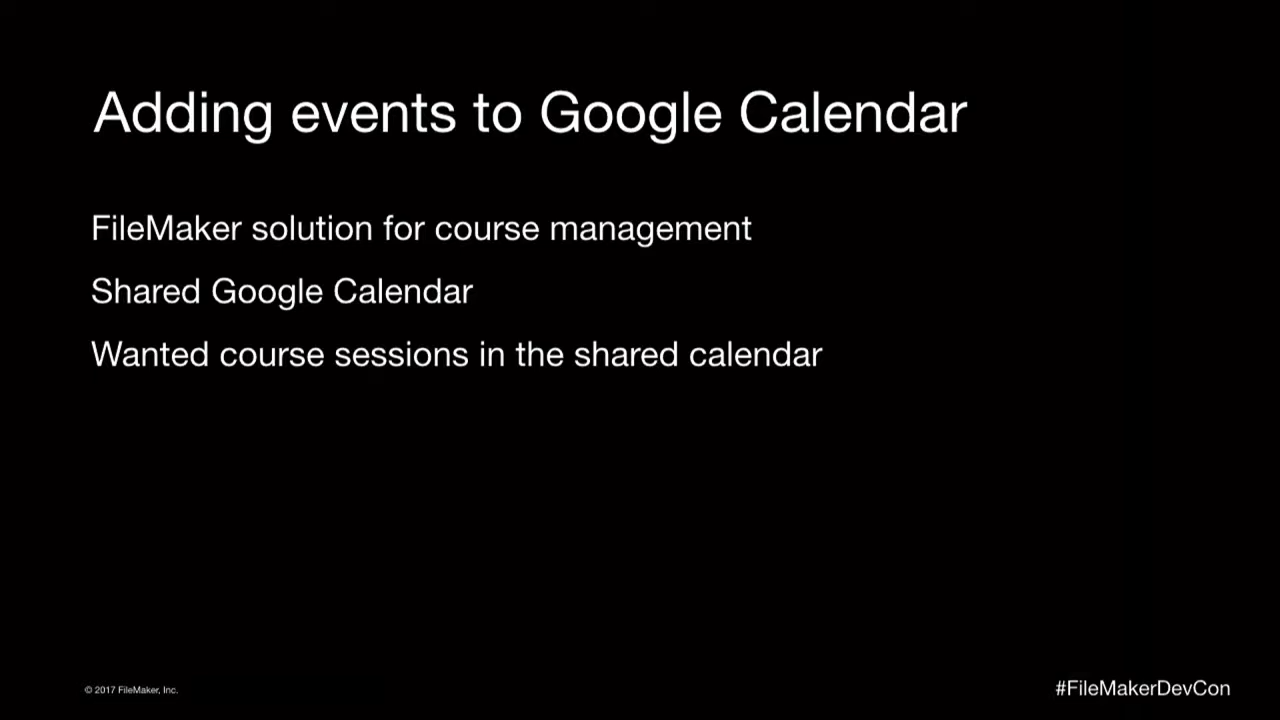 Adding events to Google Calendar
FileMaker solution for course management
Shared Google Calendar
Wanted course sessions in the shared calendar
© 2017 FileMaker, Inc.
#FileMakerDevCon